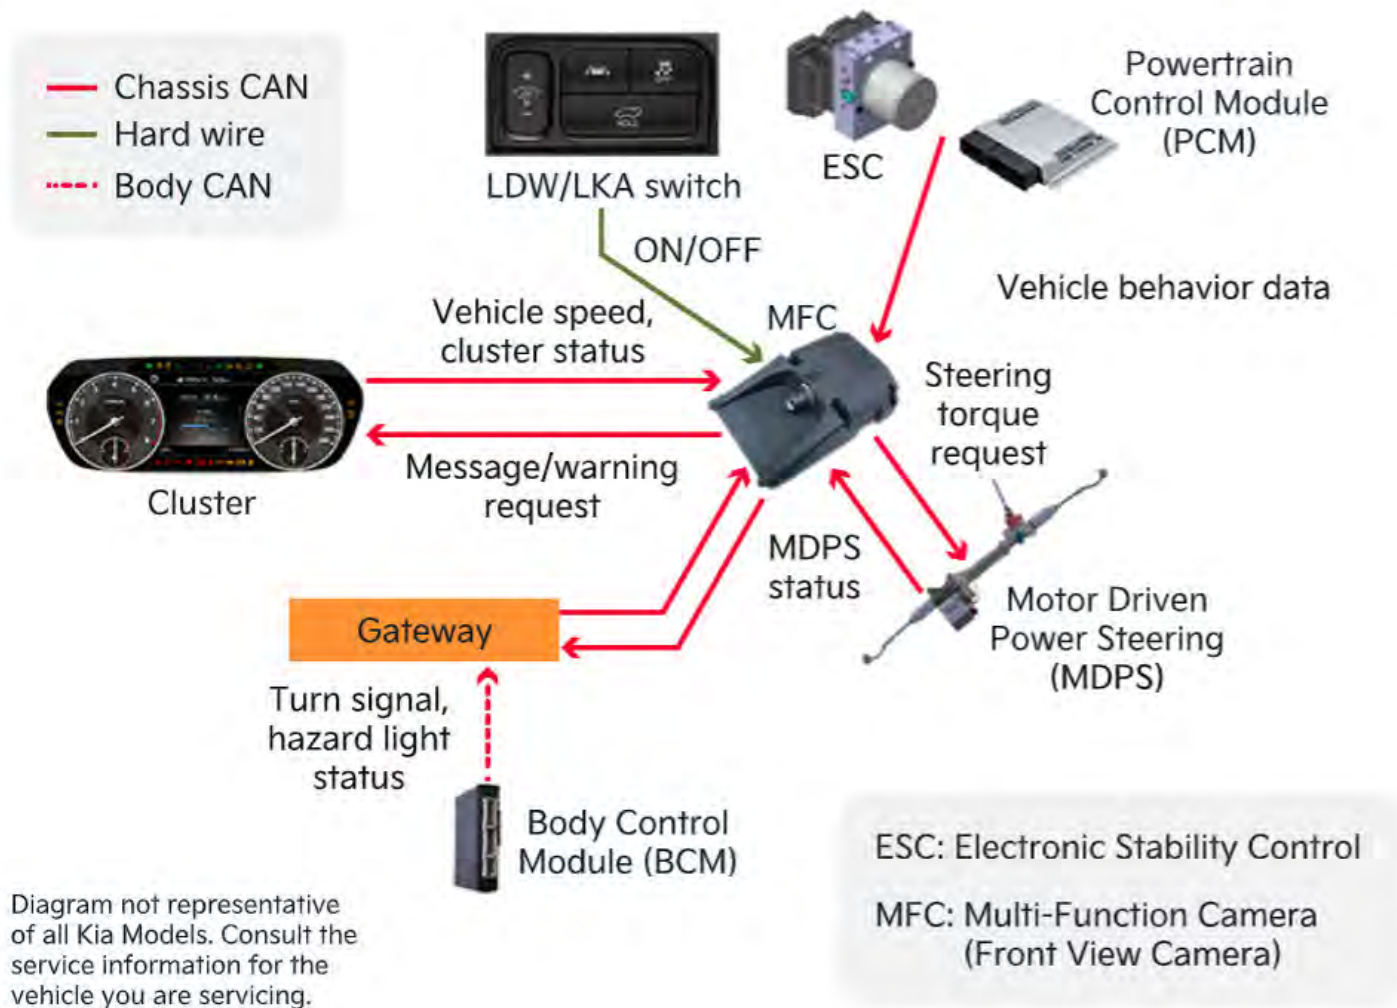 Chassis CAN
Hard wire
Body CAN
LDW/LKA switch
ON/OFF
ESC
Powertrain
Control Module
(PCM)
Vehicle behavior data
Vehicle speed,
cluster status
MFC
Steering
torque
request
Message/warning
request
Cluster
MDPS
status
Motor Driven
Power Steering
(MDPS)
Gateway
Turn signal,
hazard light
status
Body Control
Module (BCM)
ESC: Electronic Stability Control
MFC: Multi-Function Camera
(Front View Camera)
Diagram not representative
of all Kia Models. Consult the
service information for the
vehicle you are servicing.